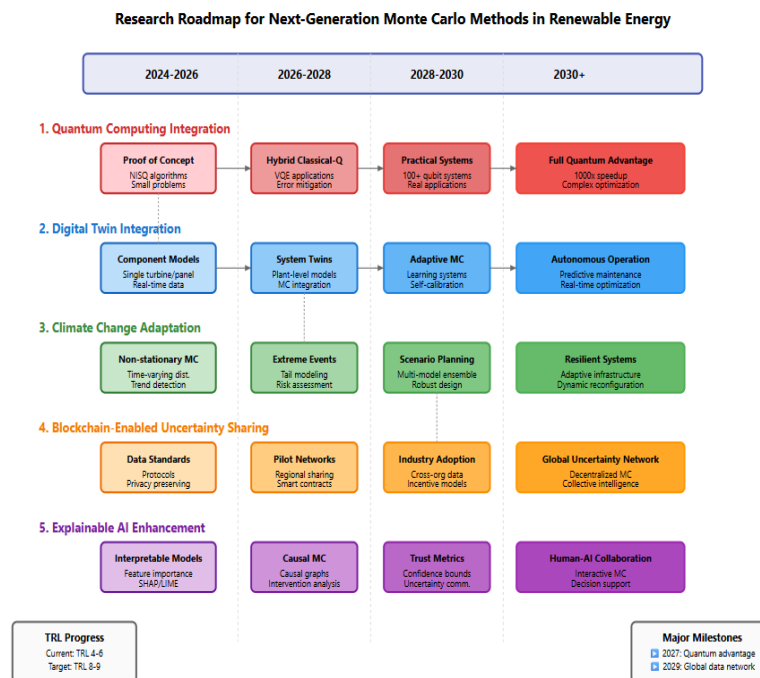 Research Roadmap for Next-Generation Monte Carlo Methods in Renewable Energy
2024-2026
2026-2028
2028-2030
2030+
1. Quantum Computing Integration
Proof of Concept
NISQ algorithms
Small problems
Hybrid Classical-Q
VQE applications
Error mitigation
Practical Systems
100+ qubit systems
Real applications
Full Quantum Advantage
1000x speedup
Complex optimization
2. Digital Twin Integration
Component Models
Single turbine/panel
Real-time data
System Twins
Plant-level models
MC integration
Adaptive MC
Learning systems
Self-calibration
Autonomous Operation
Predictive maintenance
Real-time optimization
3. Climate Change Adaptation
Non-stationary MC
Time-varying dist.
Trend detection
Extreme Events
Tail modeling
Risk assessment
Scenario Planning
Multi-model ensemble
Robust design
Resilient Systems
Adaptive infrastructure
Dynamic reconfiguration
4. Blockchain-Enabled Uncertainty Sharing
Data Standards
Protocols
Privacy preserving
Pilot Networks
Regional sharing
Smart contracts
Industry Adoption
Cross-org data
Incentive models
Global Uncertainty Network
Decentralized MC
Collective intelligence
5. Explainable AI Enhancement
Interpretable Models
Feature importance
SHAP/LIME
Causal MC
Causal graphs
Intervention analysis
Trust Metrics
Confidence bounds
Uncertainty comm.
Human-AI Collaboration
Interactive MC
Decision support
TRL Progress
Current: TRL 4-6
Target: TRL 8-9
Major Milestones
2027: Quantum advantage
2029: Global data network